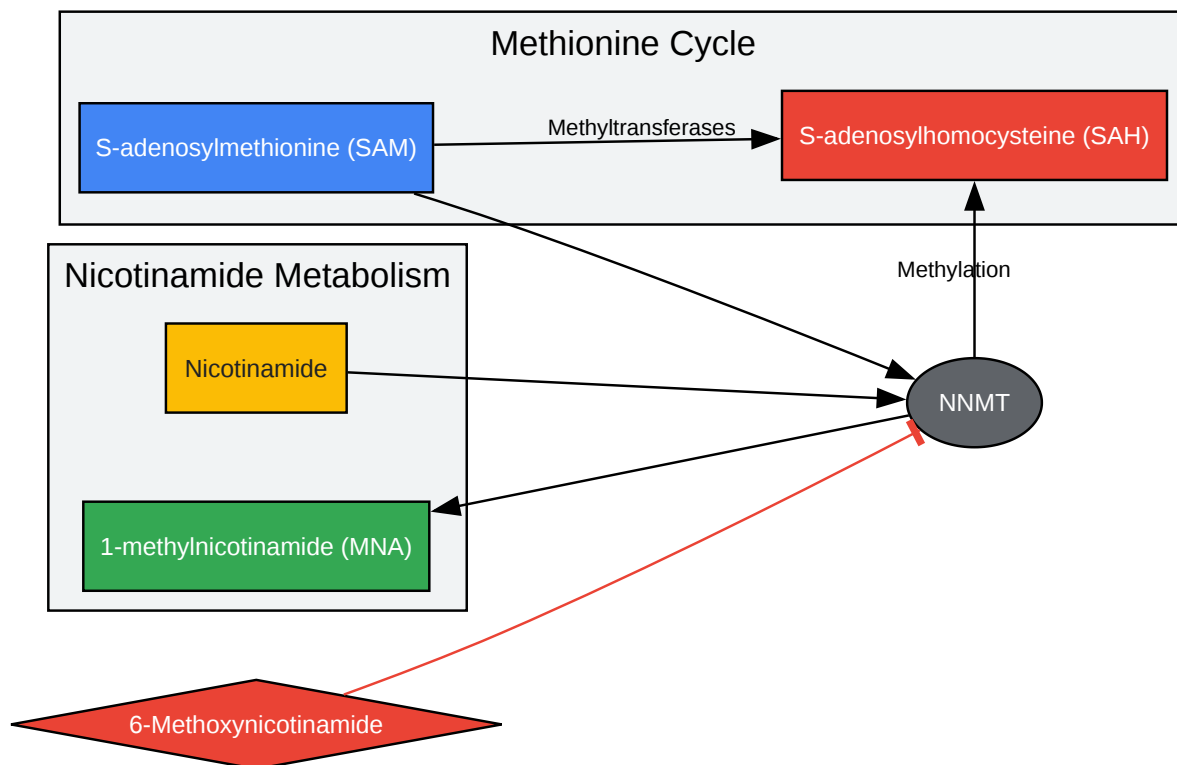 Methionine Cycle
S-adenosylmethionine (SAM)
Methyltransferases
S-adenosylhomocysteine (SAH)
Methylation
Nicotinamide Metabolism
Nicotinamide
NNMT
1-methylnicotinamide (MNA)
6-Methoxynicotinamide